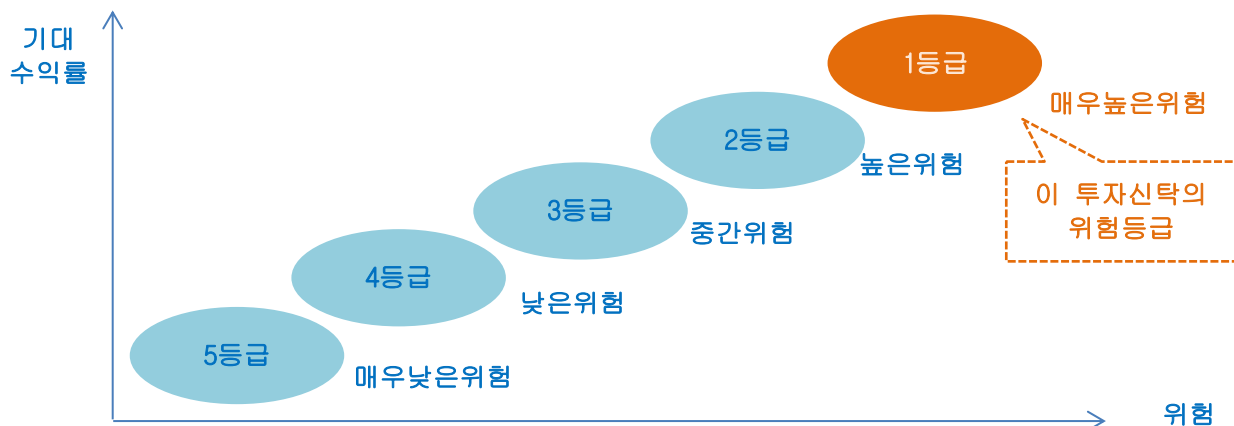 기대
수익률
1등급
매우높은위험
2등급
높은위험
이 투자신탁의
위험등급
3등급
중간위험
4등급
낮은위험
5등급
매우낮은위험
위험